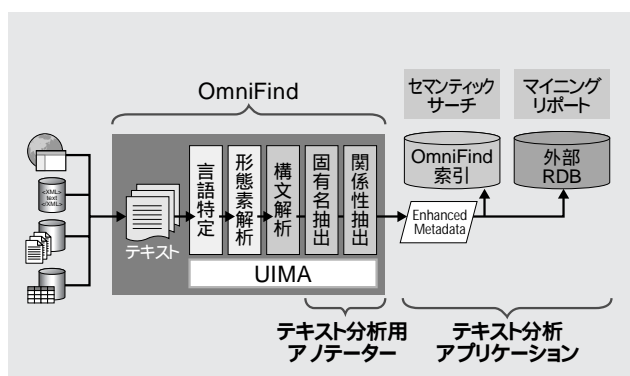 OmniFind
セマンティック
サーチ
マイニング
リポート
<XML>
text
<XML>
テキスト
言語特定
形態素解析
構文解析
固有名抽出
関係性抽出
UIMA
Enhanced
Metadata
OmniFind
索引
外部
RDB
テキスト分析用
アノテーター
テキスト分析
アプリケーション